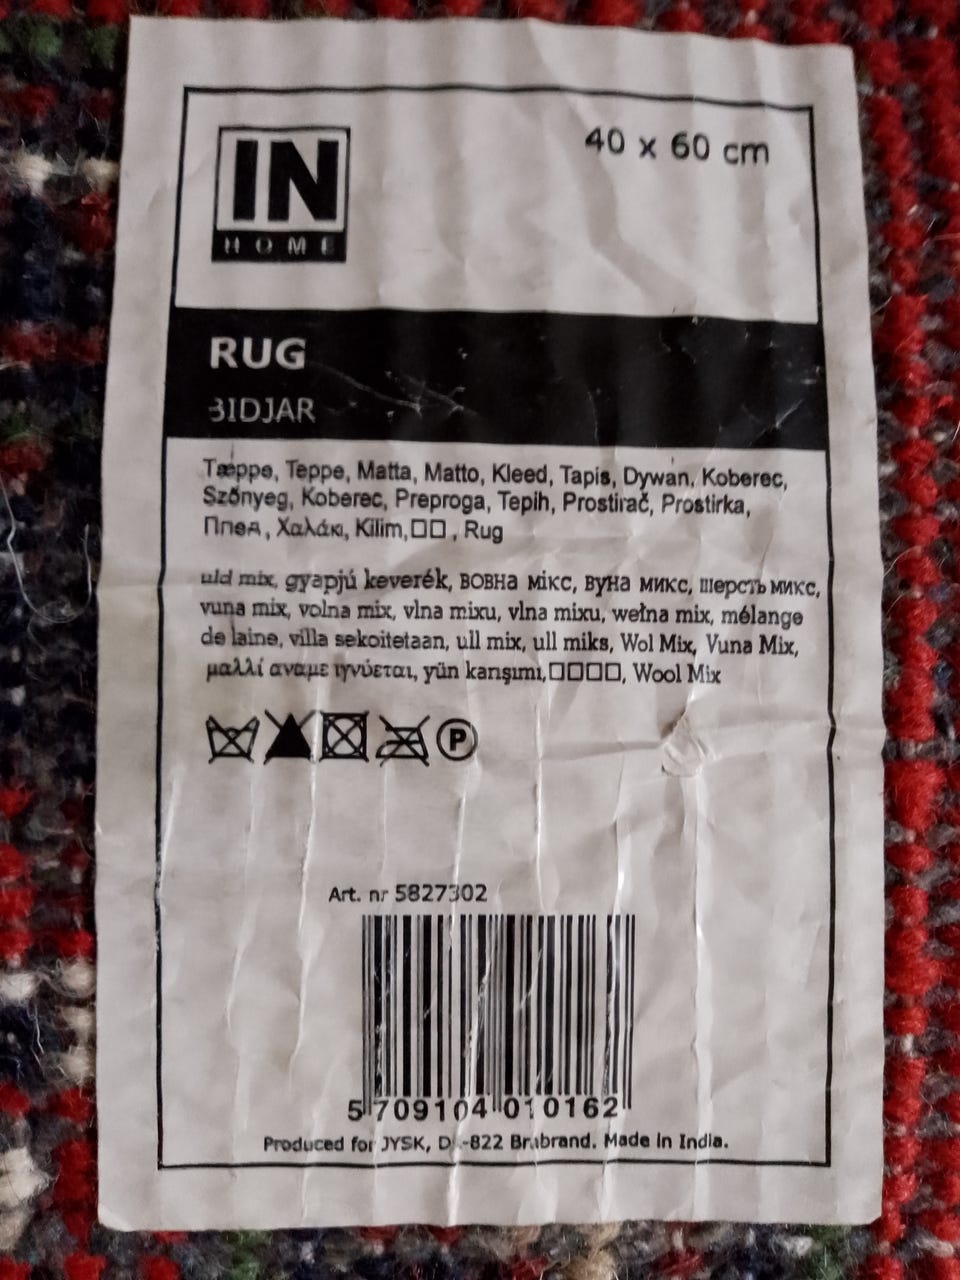 IN
HOME
40 x 60 cm
RUG
BIDJAR
Tæppe, Teppe, Matta, Matto, Kleed, Tapis, Dywan, Koberec,
Szőnyeg, Koberec, Preproga, Tepih, Prostirač, Prostirka,
Плед, Χαλάκι, Kilim,□□, Rug
uld mix, gyapjú keverék, вовна мікс, вуна микс, шерсть микс,
vuna mix, volna mix, vlna mixu, vlna mixu, wełna mix, mélange
de laine, villa sekoitetaan, ull mix, ull miks, Wol Mix, Vuna Mix,
μαλλί αναμειγνύεται, yün karışımı,□□□□, Wool Mix
P
Art. nr 5827302
5 709104 010162
Produced for JYSK, -822 Brabrand. Made in India.